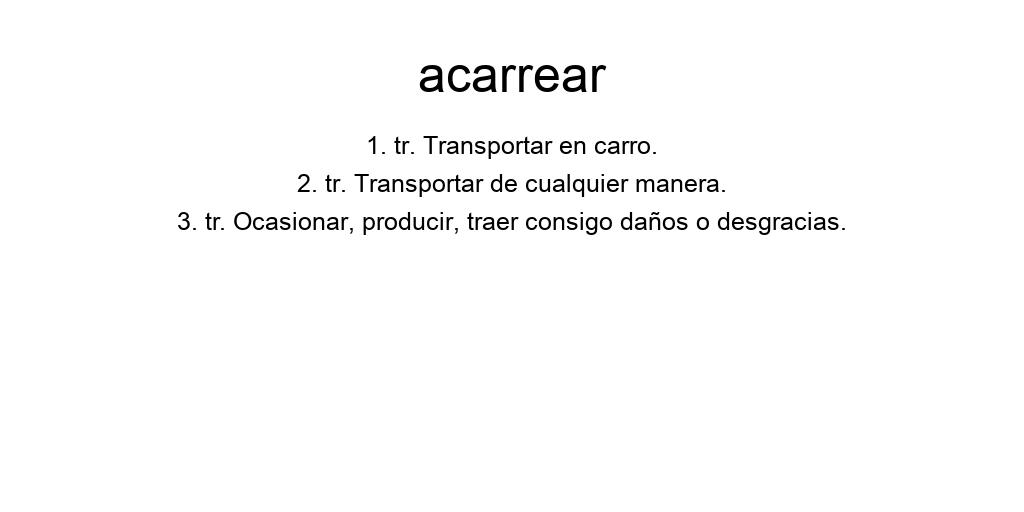 acarrear
1. tr. Transportar en carro.
2. tr. Transportar de cualquier manera.
3. tr. Ocasionar, producir, traer consigo daños o desgracias.